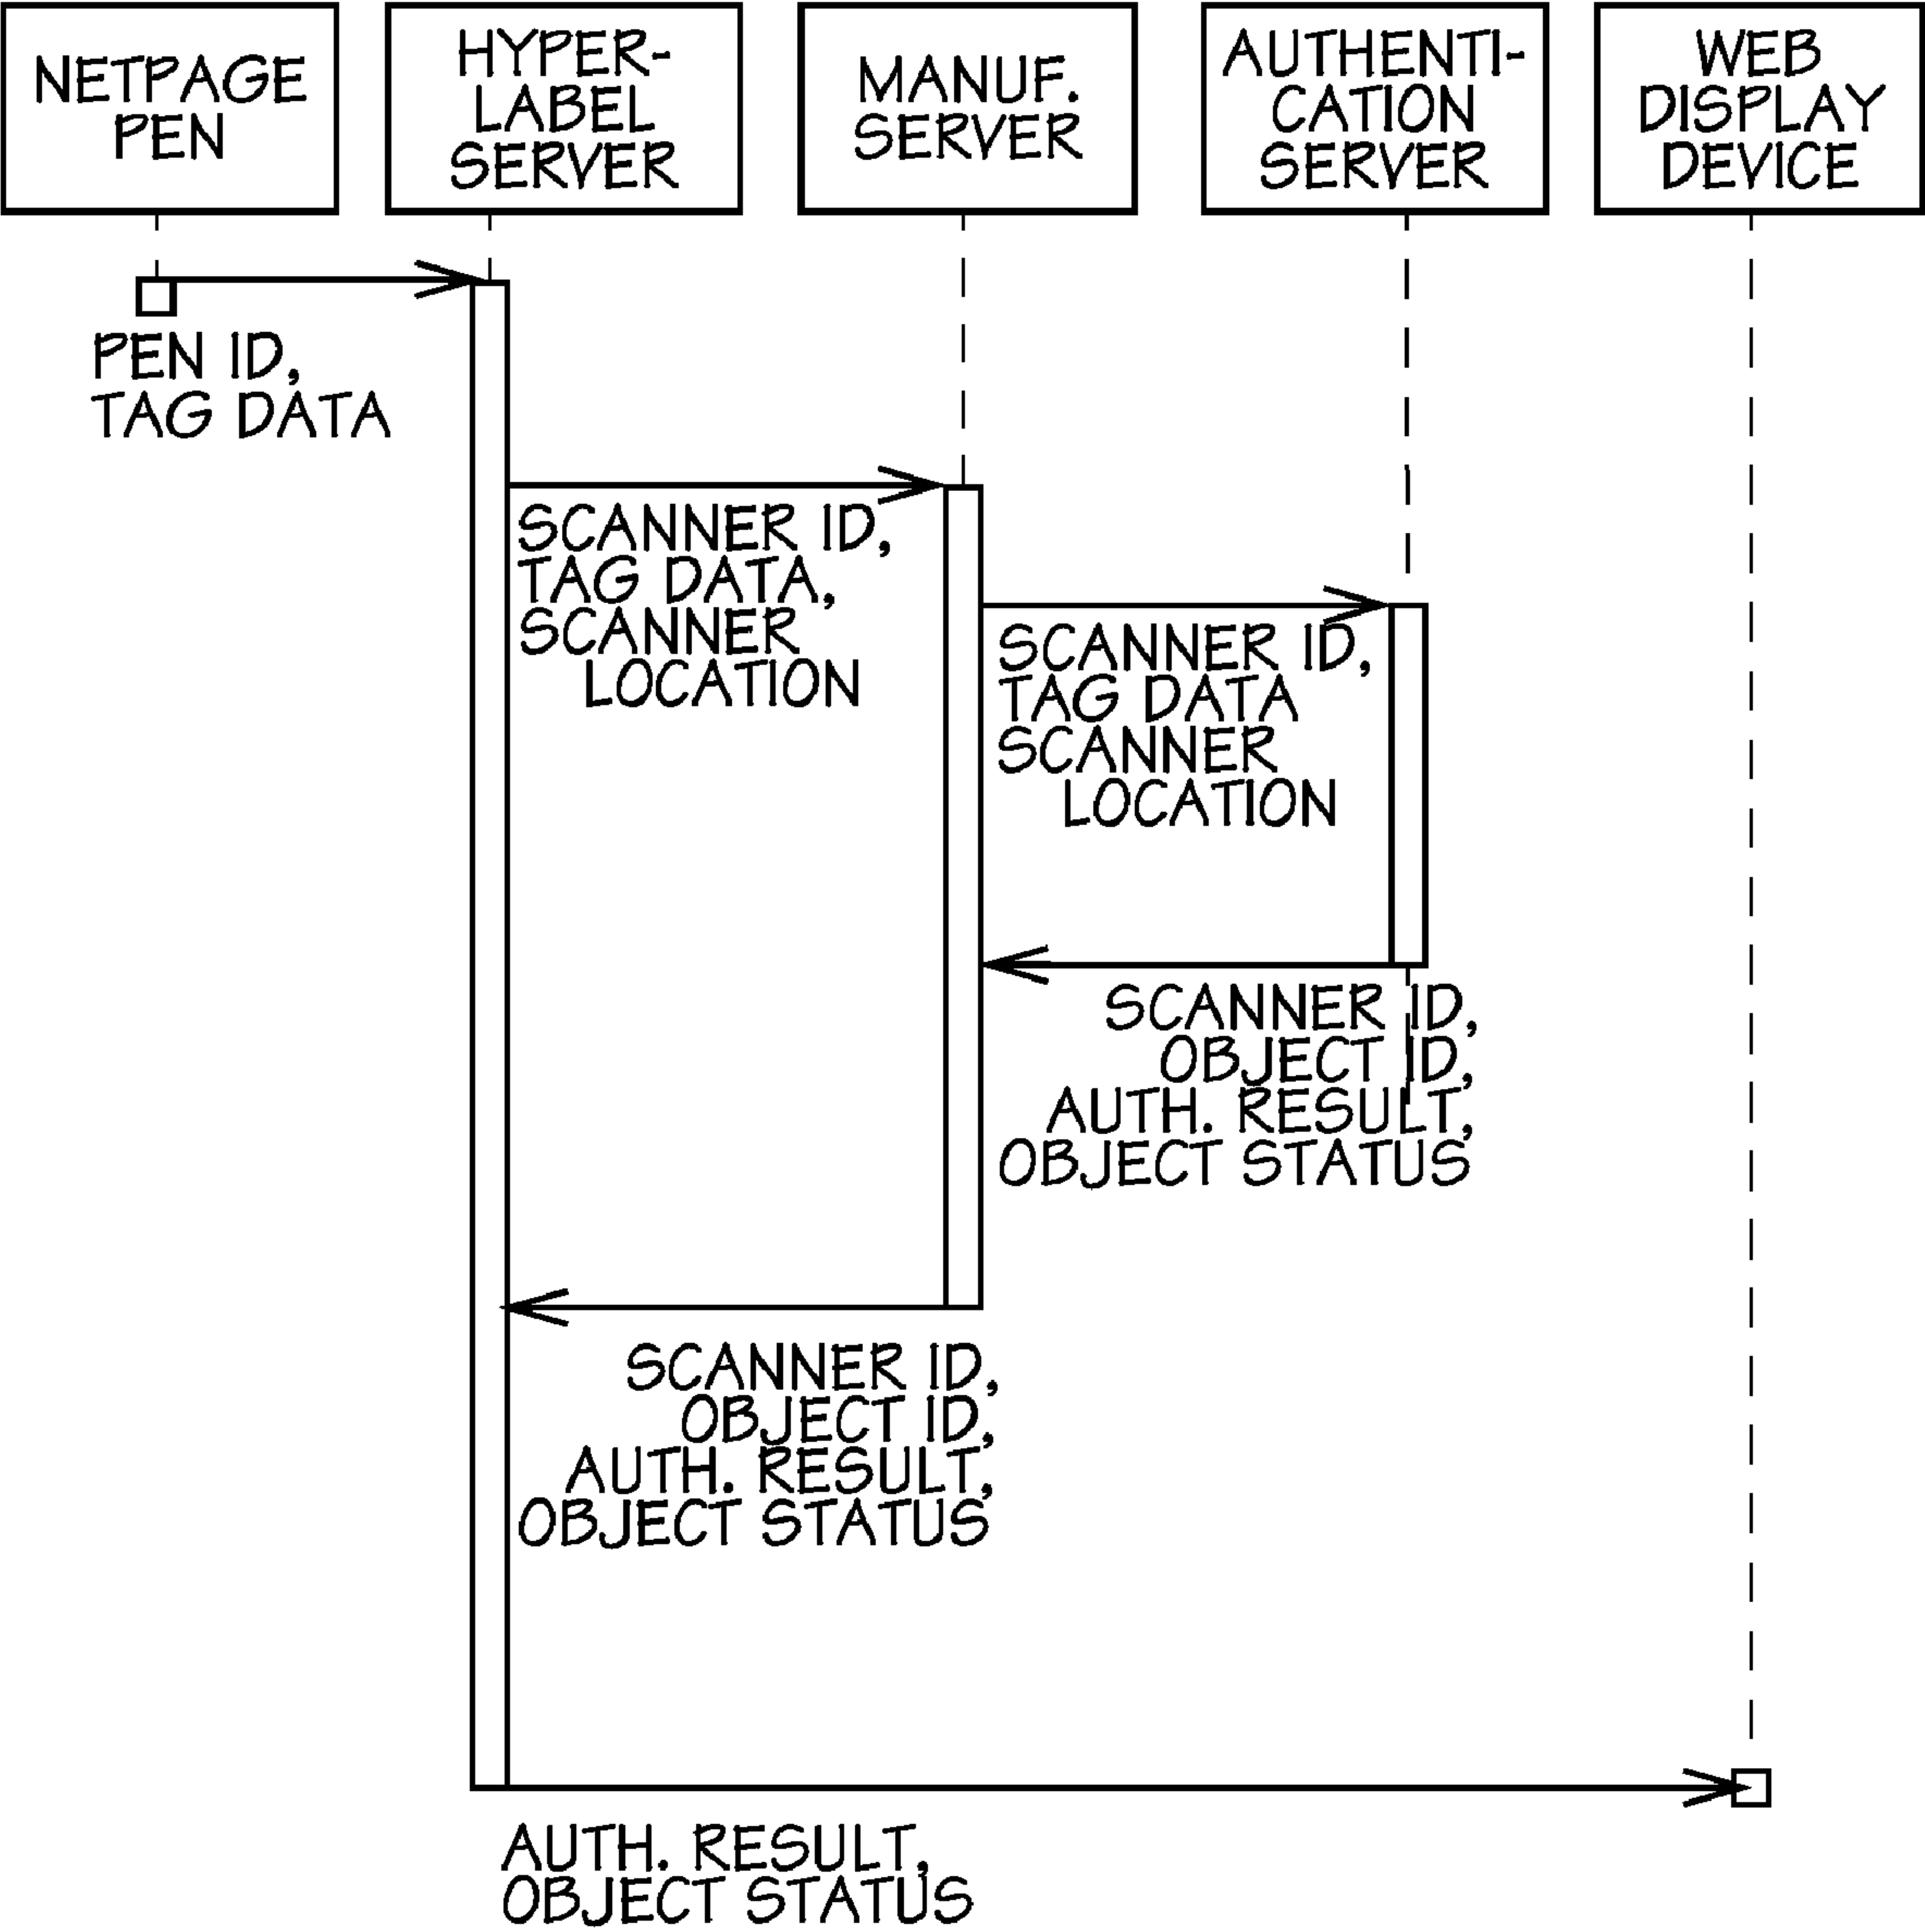 NETPAGE
PEN
HYPER-
LABEL
SERVER
MANUF.
SERVER
AUTHENTI-
CATION
SERVER
WEB
DISPLAY
DEVICE
PEN ID,
TAG DATA
SCANNER ID,
TAG DATA,
SCANNER
LOCATION
SCANNER ID,
TAG DATA
SCANNER
LOCATION
SCANNER ID,
OBJECT ID,
AUTH. RESULT,
OBJECT STATUS
SCANNER ID,
OBJECT ID,
AUTH. RESULT,
OBJECT STATUS
AUTH. RESULT,
OBJECT STATUS